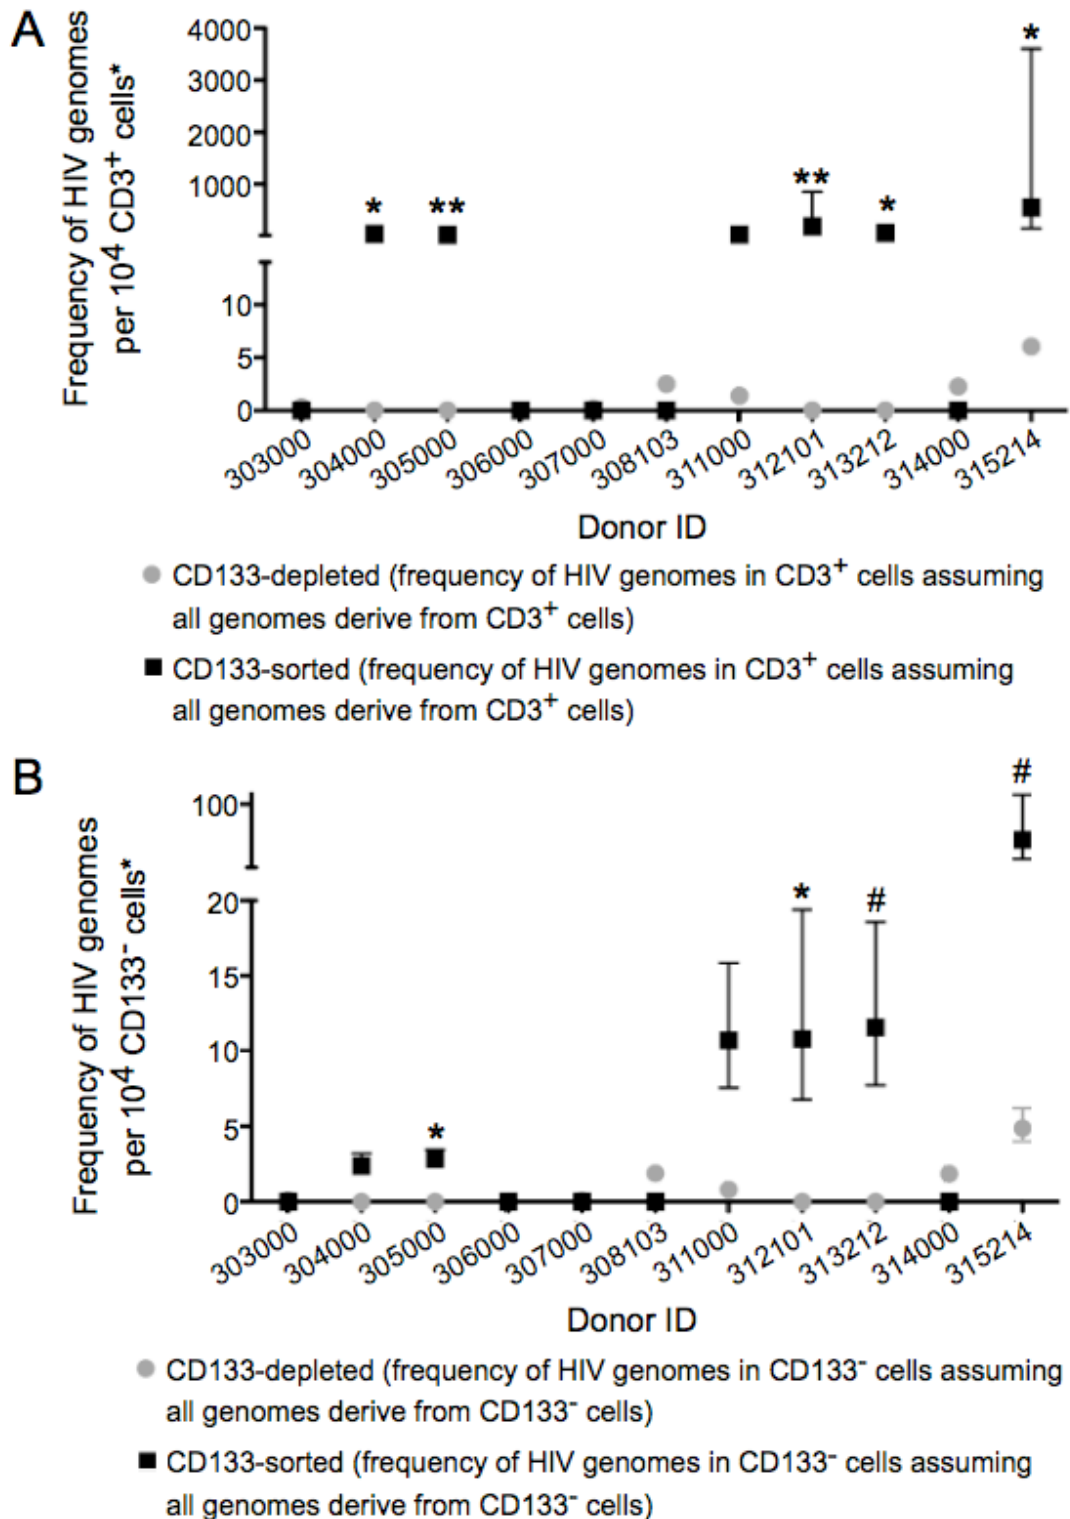 A
Frequency of HIV genomes
per 10⁴ CD3⁺ cells*
4000
3000
2000
1000
10
5
0
* ** ** * *
303000 304000 305000 306000 307000 308103 311000 312101 313212 314000 315214
Donor ID
CD133-depleted (frequency of HIV genomes in CD3⁺ cells assuming
all genomes derive from CD3⁺ cells)
CD133-sorted (frequency of HIV genomes in CD3⁺ cells assuming
all genomes derive from CD3⁺ cells)
B
Frequency of HIV genomes
per 10⁴ CD133⁻ cells*
100
20
15
10
5
0
* * # #
303000 304000 305000 306000 307000 308103 311000 312101 313212 314000 315214
Donor ID
CD133-depleted (frequency of HIV genomes in CD133⁻ cells assuming
all genomes derive from CD133⁻ cells)
CD133-sorted (frequency of HIV genomes in CD133⁻ cells assuming
all genomes derive from CD133⁻ cells)